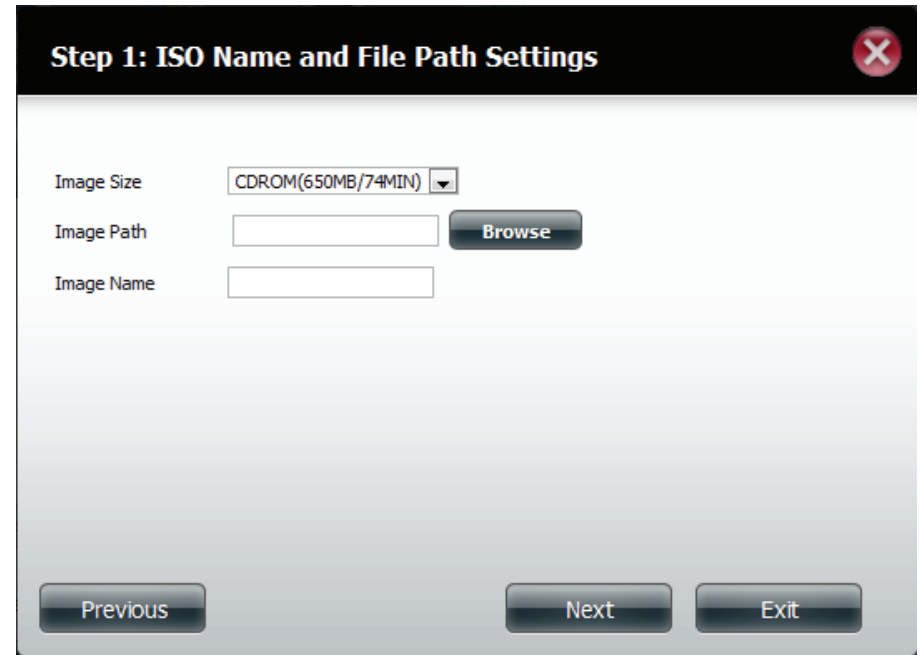 Step 1: ISO Name and File Path Settings
Image Size CDROM(650MB/74MIN)
Image Path Browse
Image Name
Previous Next Exit